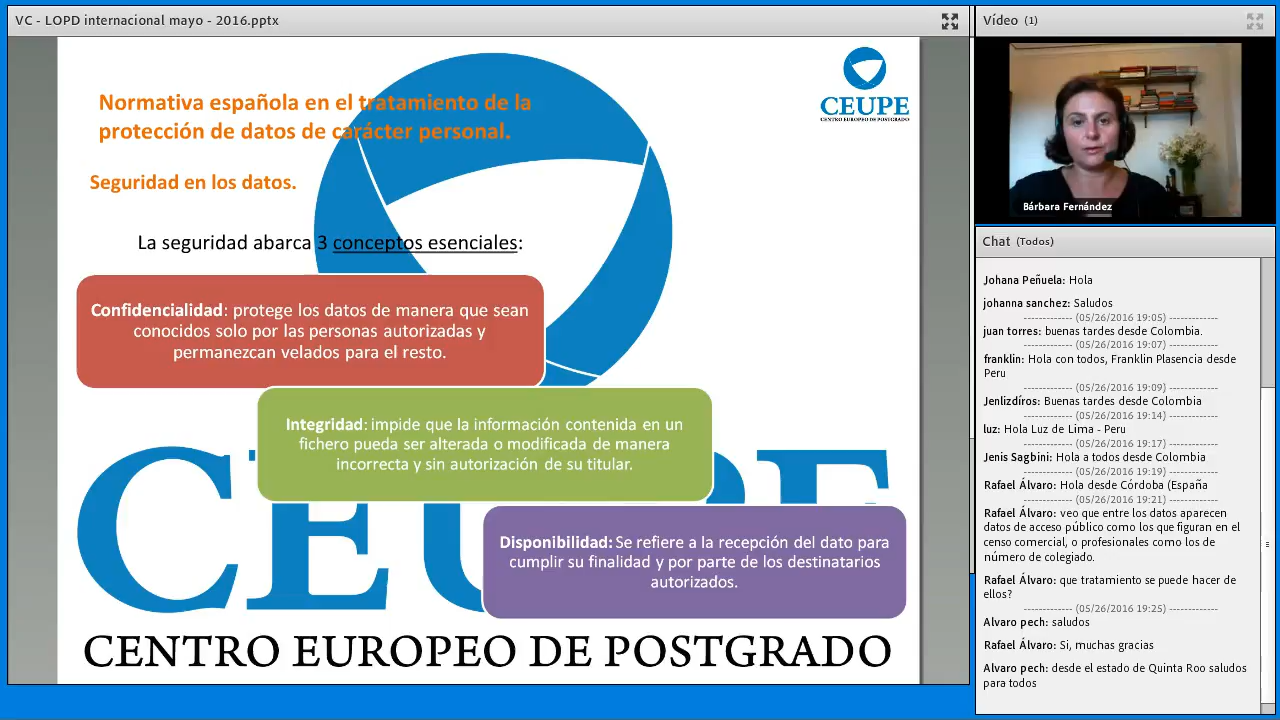 VC - LOPD internacional mayo - 2016.pptx
Normativa española en el tratamiento de la
protección de datos de carácter personal.
CEUPE
CENTRO EUROPEO DE POSTGRADO
Seguridad en los datos.
La seguridad abarca 3 conceptos esenciales:
Confidencialidad: protege los datos de manera que sean
conocidos solo por las personas autorizadas y
permanezcan velados para el resto.
Integridad: impide que la información contenida en un
fichero pueda ser alterada o modificada de manera
incorrecta y sin autorización de su titular.
Disponibilidad: Se refiere a la recepción del dato para
cumplir su finalidad y por parte de los destinatarios
autorizados.
CEUPE
CENTRO EUROPEO DE POSTGRADO
Vídeo (1)
Bárbara Fernández
Chat (Todos)
Johana Peñuela: Hola
johanna sanchez: Saludos
------------ (05/26/2016 19:05) ------------
juan torres: buenas tardes desde Colombia.
------------ (05/26/2016 19:07) ------------
franklin: Hola con todos, Franklin Plasencia desde
Peru
------------ (05/26/2016 19:09) ------------
Jenlizdíros: Buenas tardes desde Colombia
------------ (05/26/2016 19:14) ------------
luz: Hola Luz de Lima - Peru
------------ (05/26/2016 19:17) ------------
Jenis Sagbini: Hola a todos desde Colombia
------------ (05/26/2016 19:19) ------------
Rafael Álvaro: Hola desde Córdoba (España
------------ (05/26/2016 19:21) ------------
Rafael Álvaro: veo que entre los datos aparecen
datos de acceso público como los que figuran en el
censo comercial, o profesionales como los de
número de colegiado.
Rafael Álvaro: que tratamiento se puede hacer de
ellos?
------------ (05/26/2016 19:25) ------------
Alvaro pech: saludos
Rafael Álvaro: Si, muchas gracias
Alvaro pech: desde el estado de Quinta Roo saludos
para todos